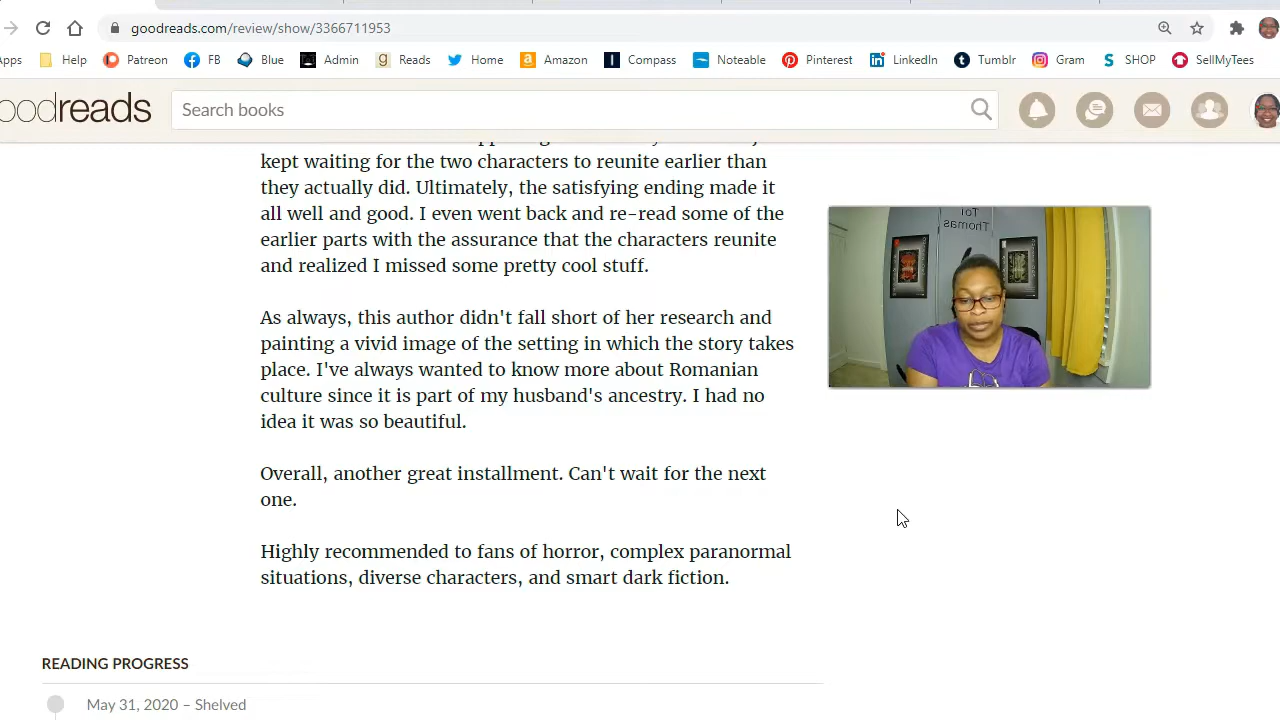 goodreads.com/review/show/3366711953
Apps Help Patreon FB Blue Admin Reads Home Amazon Compass Noteable Pinterest LinkedIn Tumblr Gram SHOP SellMyTees
goodreads Search books
kept waiting for the two characters to reunite earlier than
they actually did. Ultimately, the satisfying ending made it
all well and good. I even went back and re-read some of the
earlier parts with the assurance that the characters reunite
and realized I missed some pretty cool stuff.
Toi
Thomas
As always, this author didn't fall short of her research and
painting a vivid image of the setting in which the story takes
place. I've always wanted to know more about Romanian
culture since it is part of my husband's ancestry. I had no
idea it was so beautiful.
Overall, another great installment. Can't wait for the next
one.
Highly recommended to fans of horror, complex paranormal
situations, diverse characters, and smart dark fiction.
READING PROGRESS
May 31, 2020 – Shelved